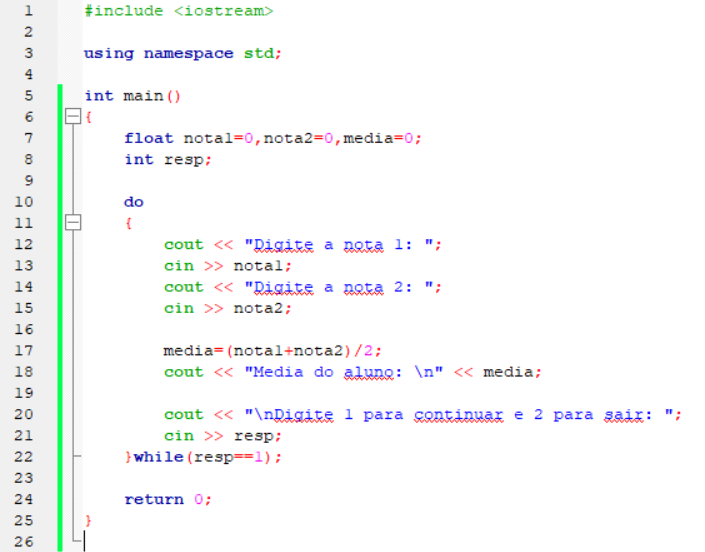 1 #include <iostream>
2
3 using namespace std;
4
5 int main()
6 {
7 float nota1=0,nota2=0,media=0;
8 int resp;
9
10 do
11 {
12 cout << "Digite a nota 1: ";
13 cin >> nota1;
14 cout << "Digite a nota 2: ";
15 cin >> nota2;
16
17 media=(nota1+nota2)/2;
18 cout << "Media do aluno: \n" << media;
19
20 cout << "\nDigite 1 para continuar e 2 para sair: ";
21 cin >> resp;
22 }while(resp==1);
23
24 return 0;
25 }
26